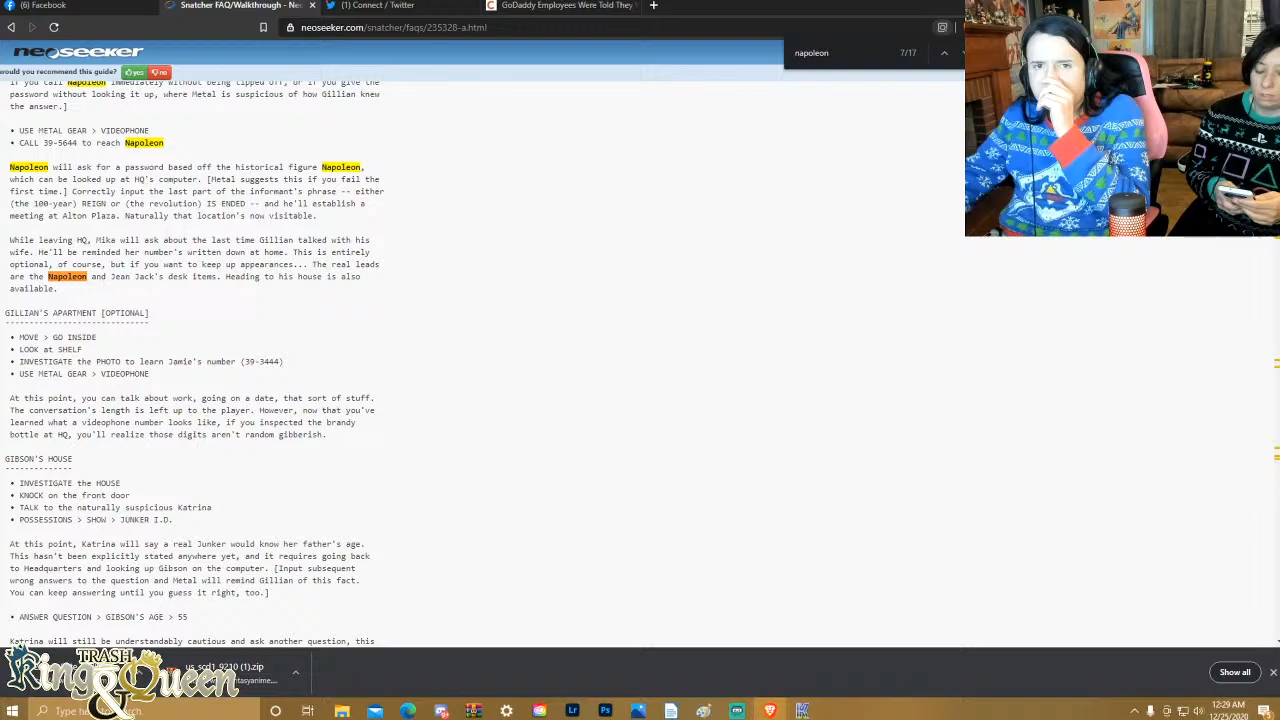 (6) Facebook
Snatcher FAQ/Walkthrough - Ne
(1) Connect / Twitter
GoDaddy Employees Were Told They
neoseeker.com/snatcher/faqs/235328-a.html
neoseeker
napoleon 7/17
would you recommend this guide? yes no
If you call Napoleon immediately without being tipped off, or if you give the
password without looking it up, where Metal is suspicious of how Gillian knew
the answer.]
• USE METAL GEAR > VIDEOPHONE
• CALL 39-5644 to reach Napoleon
Napoleon will ask for a password based off the historical figure Napoleon,
which can be looked up at HQ's computer. [Metal suggests this if you fail the
first time.] Correctly input the last part of the informant's phrase -- either
(the 100-year) REIGN or (the revolution) IS ENDED -- and he'll establish a
meeting at Alton Plaza. Naturally that location's now visitable.
While leaving HQ, Mika will ask about the last time Gillian talked with his
wife. He'll be reminded her number's written down at home. This is entirely
optional, of course, but if you want to keep up appearances... The real leads
are the Napoleon and Jean Jack's desk items. Heading to his house is also
available.
GILLIAN'S APARTMENT [OPTIONAL]
------------------------------
• MOVE > GO INSIDE
• LOOK at SHELF
• INVESTIGATE the PHOTO to learn Jamie's number (39-3444)
• USE METAL GEAR > VIDEOPHONE
At this point, you can talk about work, going on a date, that sort of stuff.
The conversation's length is left up to the player. However, now that you've
learned what a videophone number looks like, if you inspected the brandy
bottle at HQ, you'll realize those digits aren't random gibberish.
GIBSON'S HOUSE
--------------
• INVESTIGATE the HOUSE
• KNOCK on the front door
• TALK to the naturally suspicious Katrina
• POSSESSIONS > SHOW > JUNKER I.D.
At this point, Katrina will say a real Junker would know her father's age.
This hasn't been explicitly stated anywhere yet, and it requires going back
to Headquarters and looking up Gibson on the computer. [Input subsequent
wrong answers to the question and Metal will remind Gillian of this fact.
You can keep answering until you guess it right, too.]
• ANSWER QUESTION > GIBSON'S AGE > 55
Katrina will still be understandably cautious and ask another question, this
us_scd1_9210 (1).zip
Show all
TRASH
King & Queen
Type here to search
12:29 AM
12/25/2020